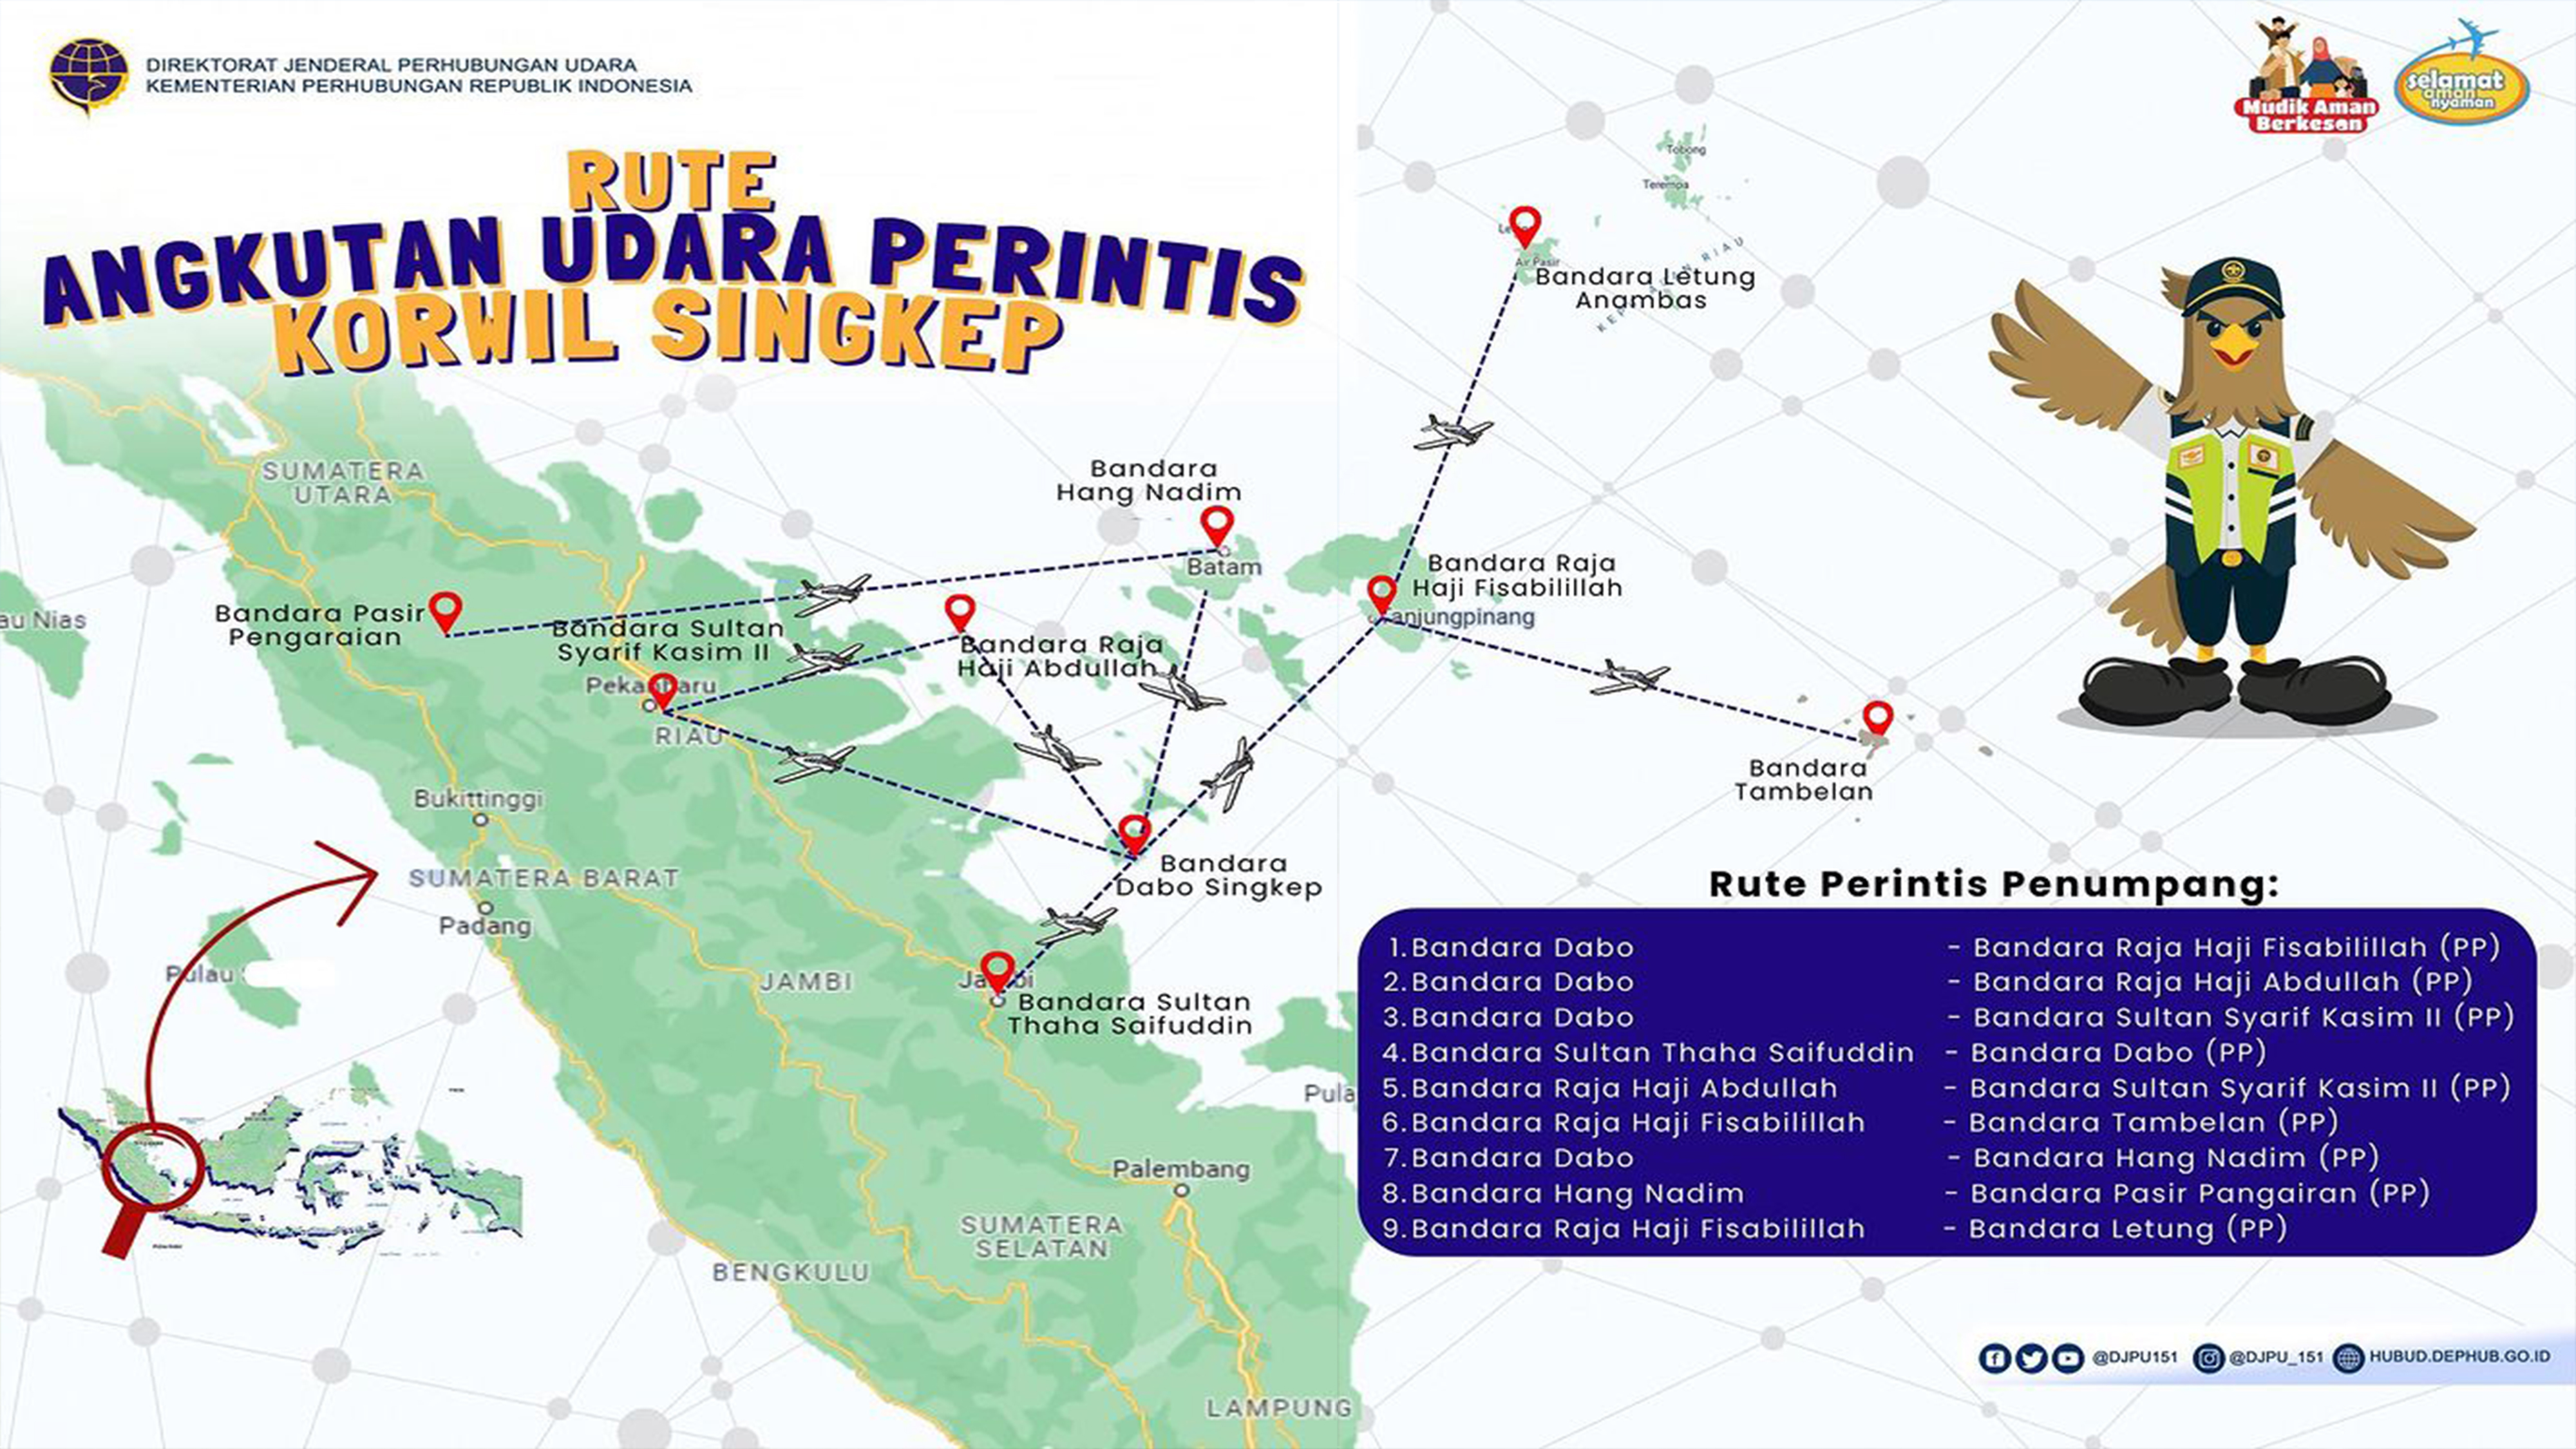 DIREKTORAT JENDERAL PERHUBUNGAN UDARA
KEMENTERIAN PERHUBUNGAN REPUBLIK INDONESIA
Mudik Aman
Berkesan
selamat
aman
nyaman
RUTE
ANGKUTAN UDARA PERINTIS
KORWIL SINGKEP
Tobong
Terempa
Air Pasir
RIAU
Bandara Letung
Anambas
SUMATERA
UTARA
Bandara
Hang Nadim
Batam
Bandara Raja
Haji Fisabilillah
Tanjungpinang
au Nias
Bandara Pasir
Pengaraian
Bandara Sultan
Syarif Kasim II
Pekanbaru
RIAU
Bandara Raja
Haji Abdullah
Bandara
Tambelan
Bukittinggi
SUMATERA BARAT
Padang
Bandara
Dabo Singkep
Pulau
JAMBI
Jambi
Bandara Sultan
Thaha Saifuddin
Pula
Palembang
SUMATERA
SELATAN
BENGKULU
LAMPUNG
Rute Perintis Penumpang:
1.Bandara Dabo - Bandara Raja Haji Fisabilillah (PP)
2.Bandara Dabo - Bandara Raja Haji Abdullah (PP)
3.Bandara Dabo - Bandara Sultan Syarif Kasim II (PP)
4.Bandara Sultan Thaha Saifuddin - Bandara Dabo (PP)
5.Bandara Raja Haji Abdullah - Bandara Sultan Syarif Kasim II (PP)
6.Bandara Raja Haji Fisabilillah - Bandara Tambelan (PP)
7.Bandara Dabo - Bandara Hang Nadim (PP)
8.Bandara Hang Nadim - Bandara Pasir Pangairan (PP)
9.Bandara Raja Haji Fisabilillah - Bandara Letung (PP)
@DJPU151 @DJPU_151 HUBUD.DEPHUB.GO.ID